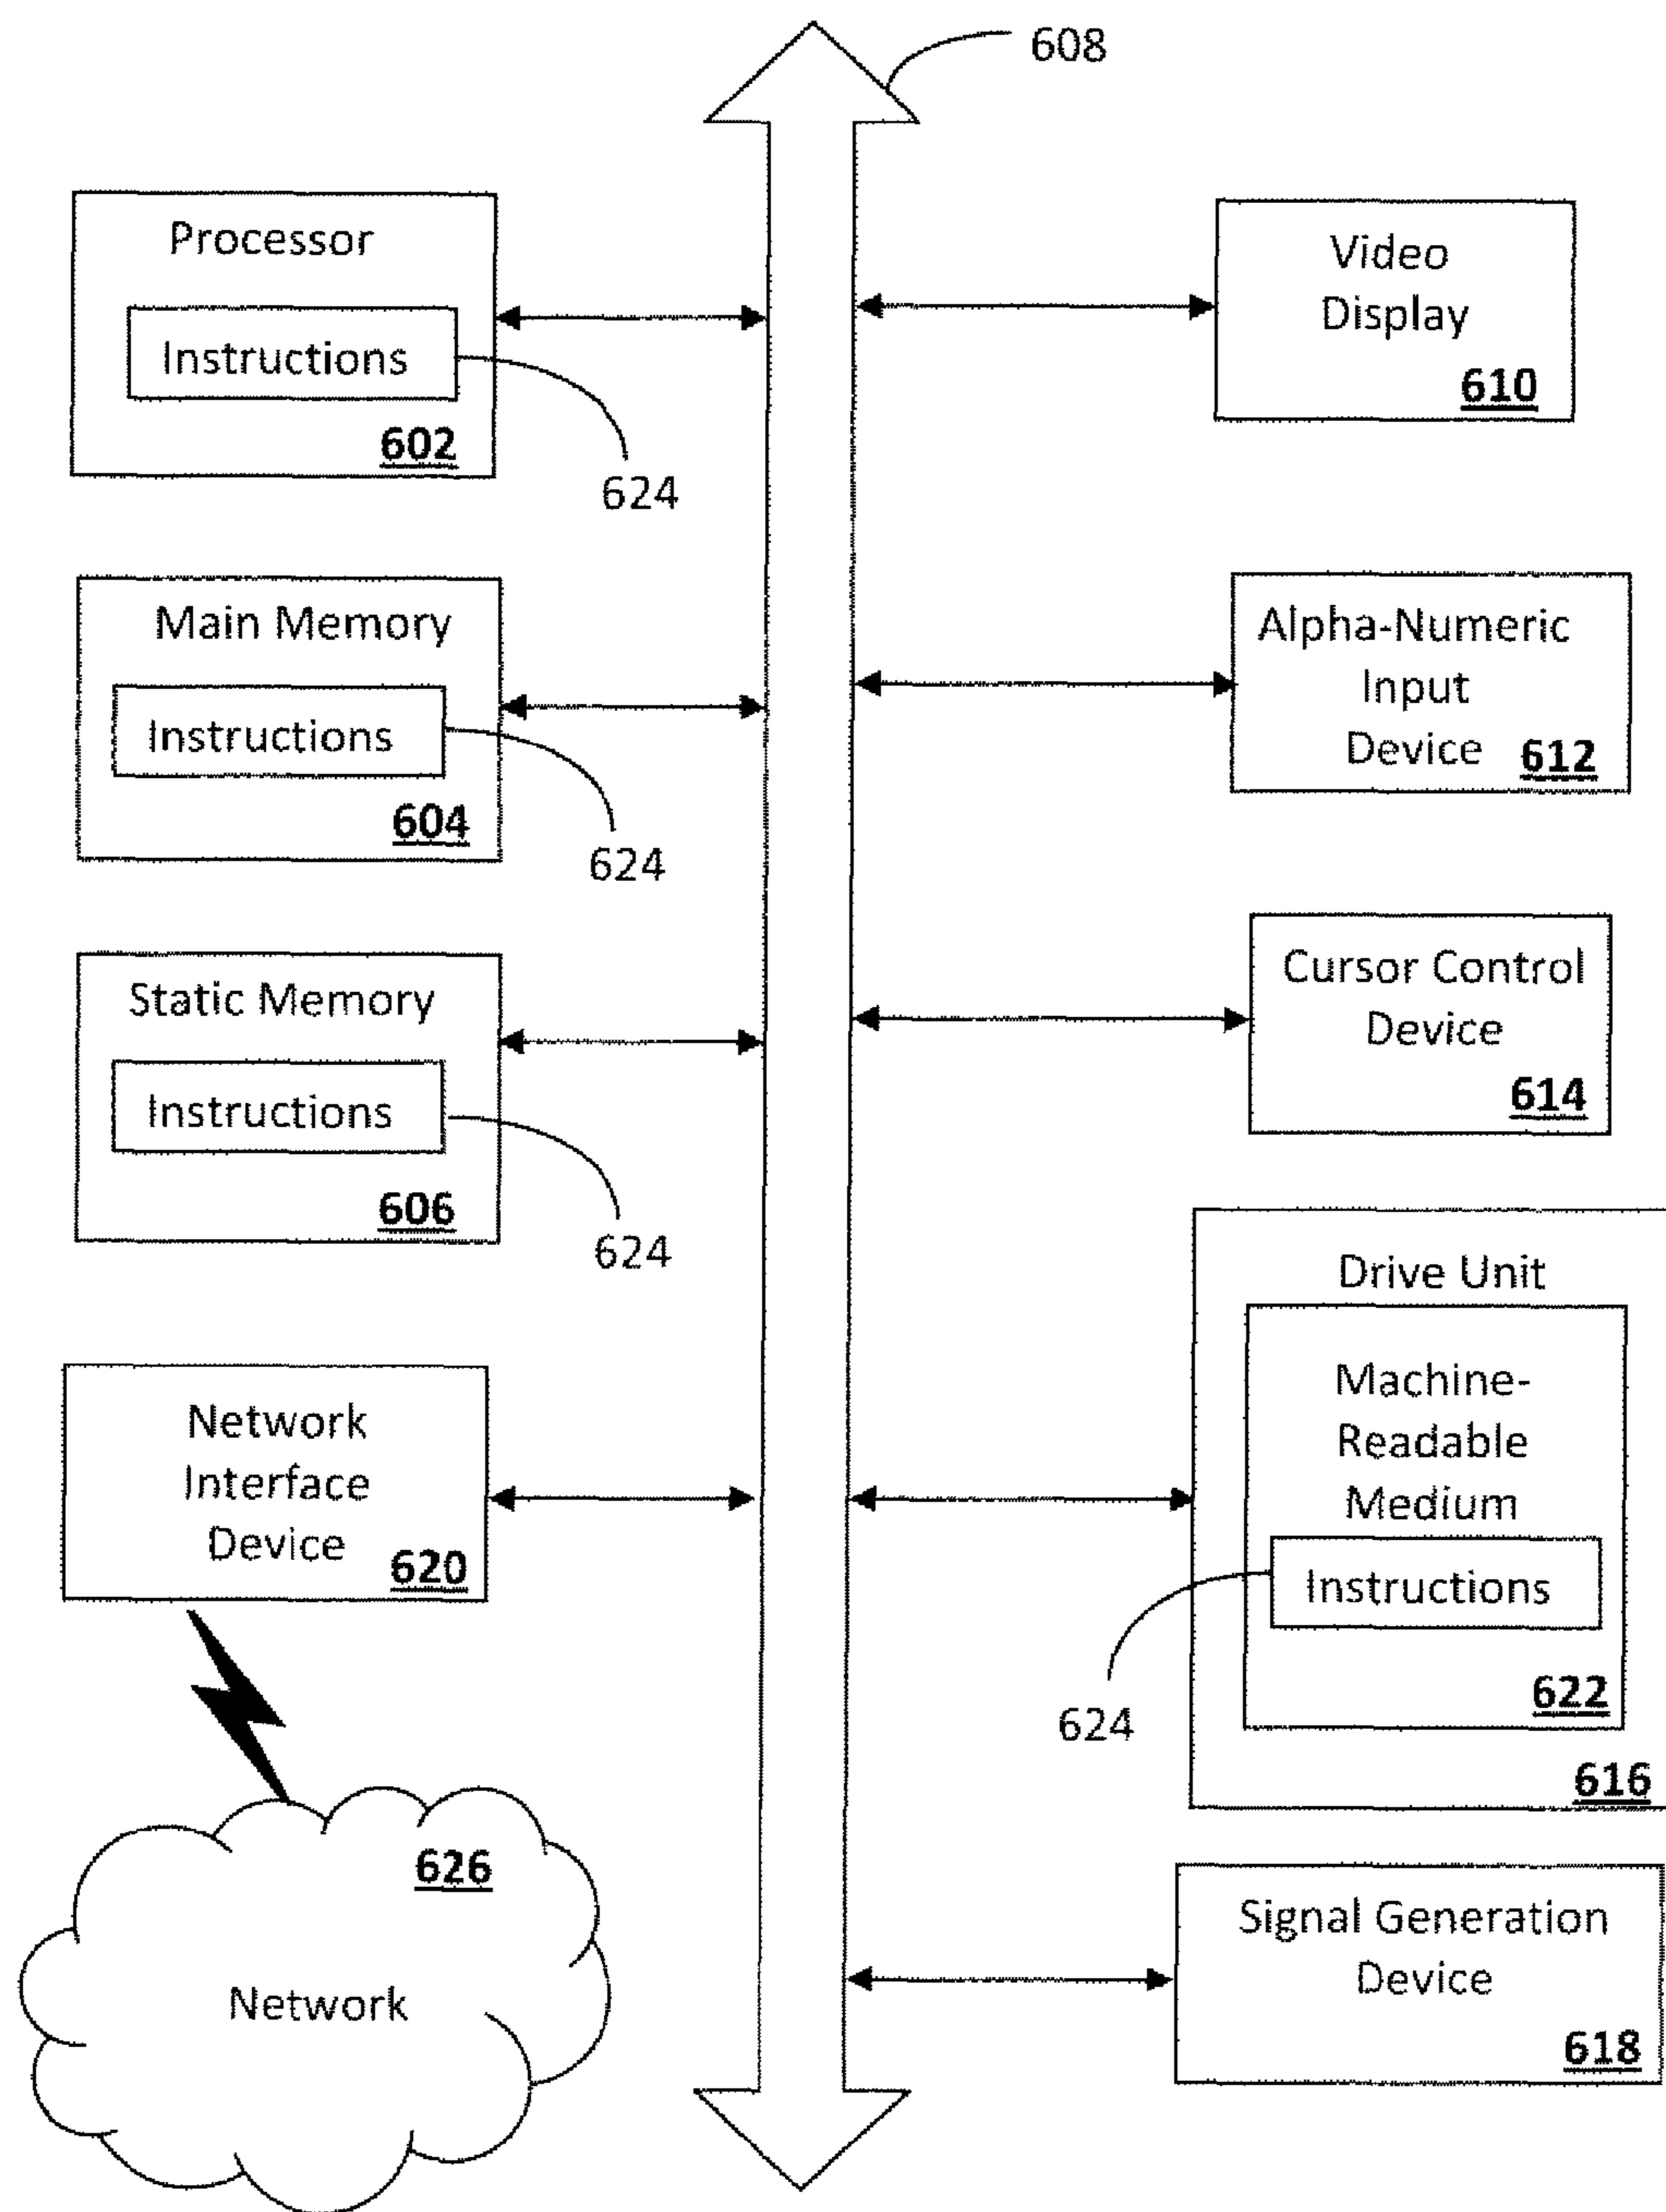 608
Processor
Instructions
602
624
Main Memory
Instructions
604
624
Static Memory
Instructions
606
624
Network
Interface
Device
620
626
Network
Video
Display
610
Alpha-Numeric
Input
Device
612
Cursor Control
Device
614
Drive Unit
Machine-
Readable
Medium
Instructions
622
624
616
Signal Generation
Device
618